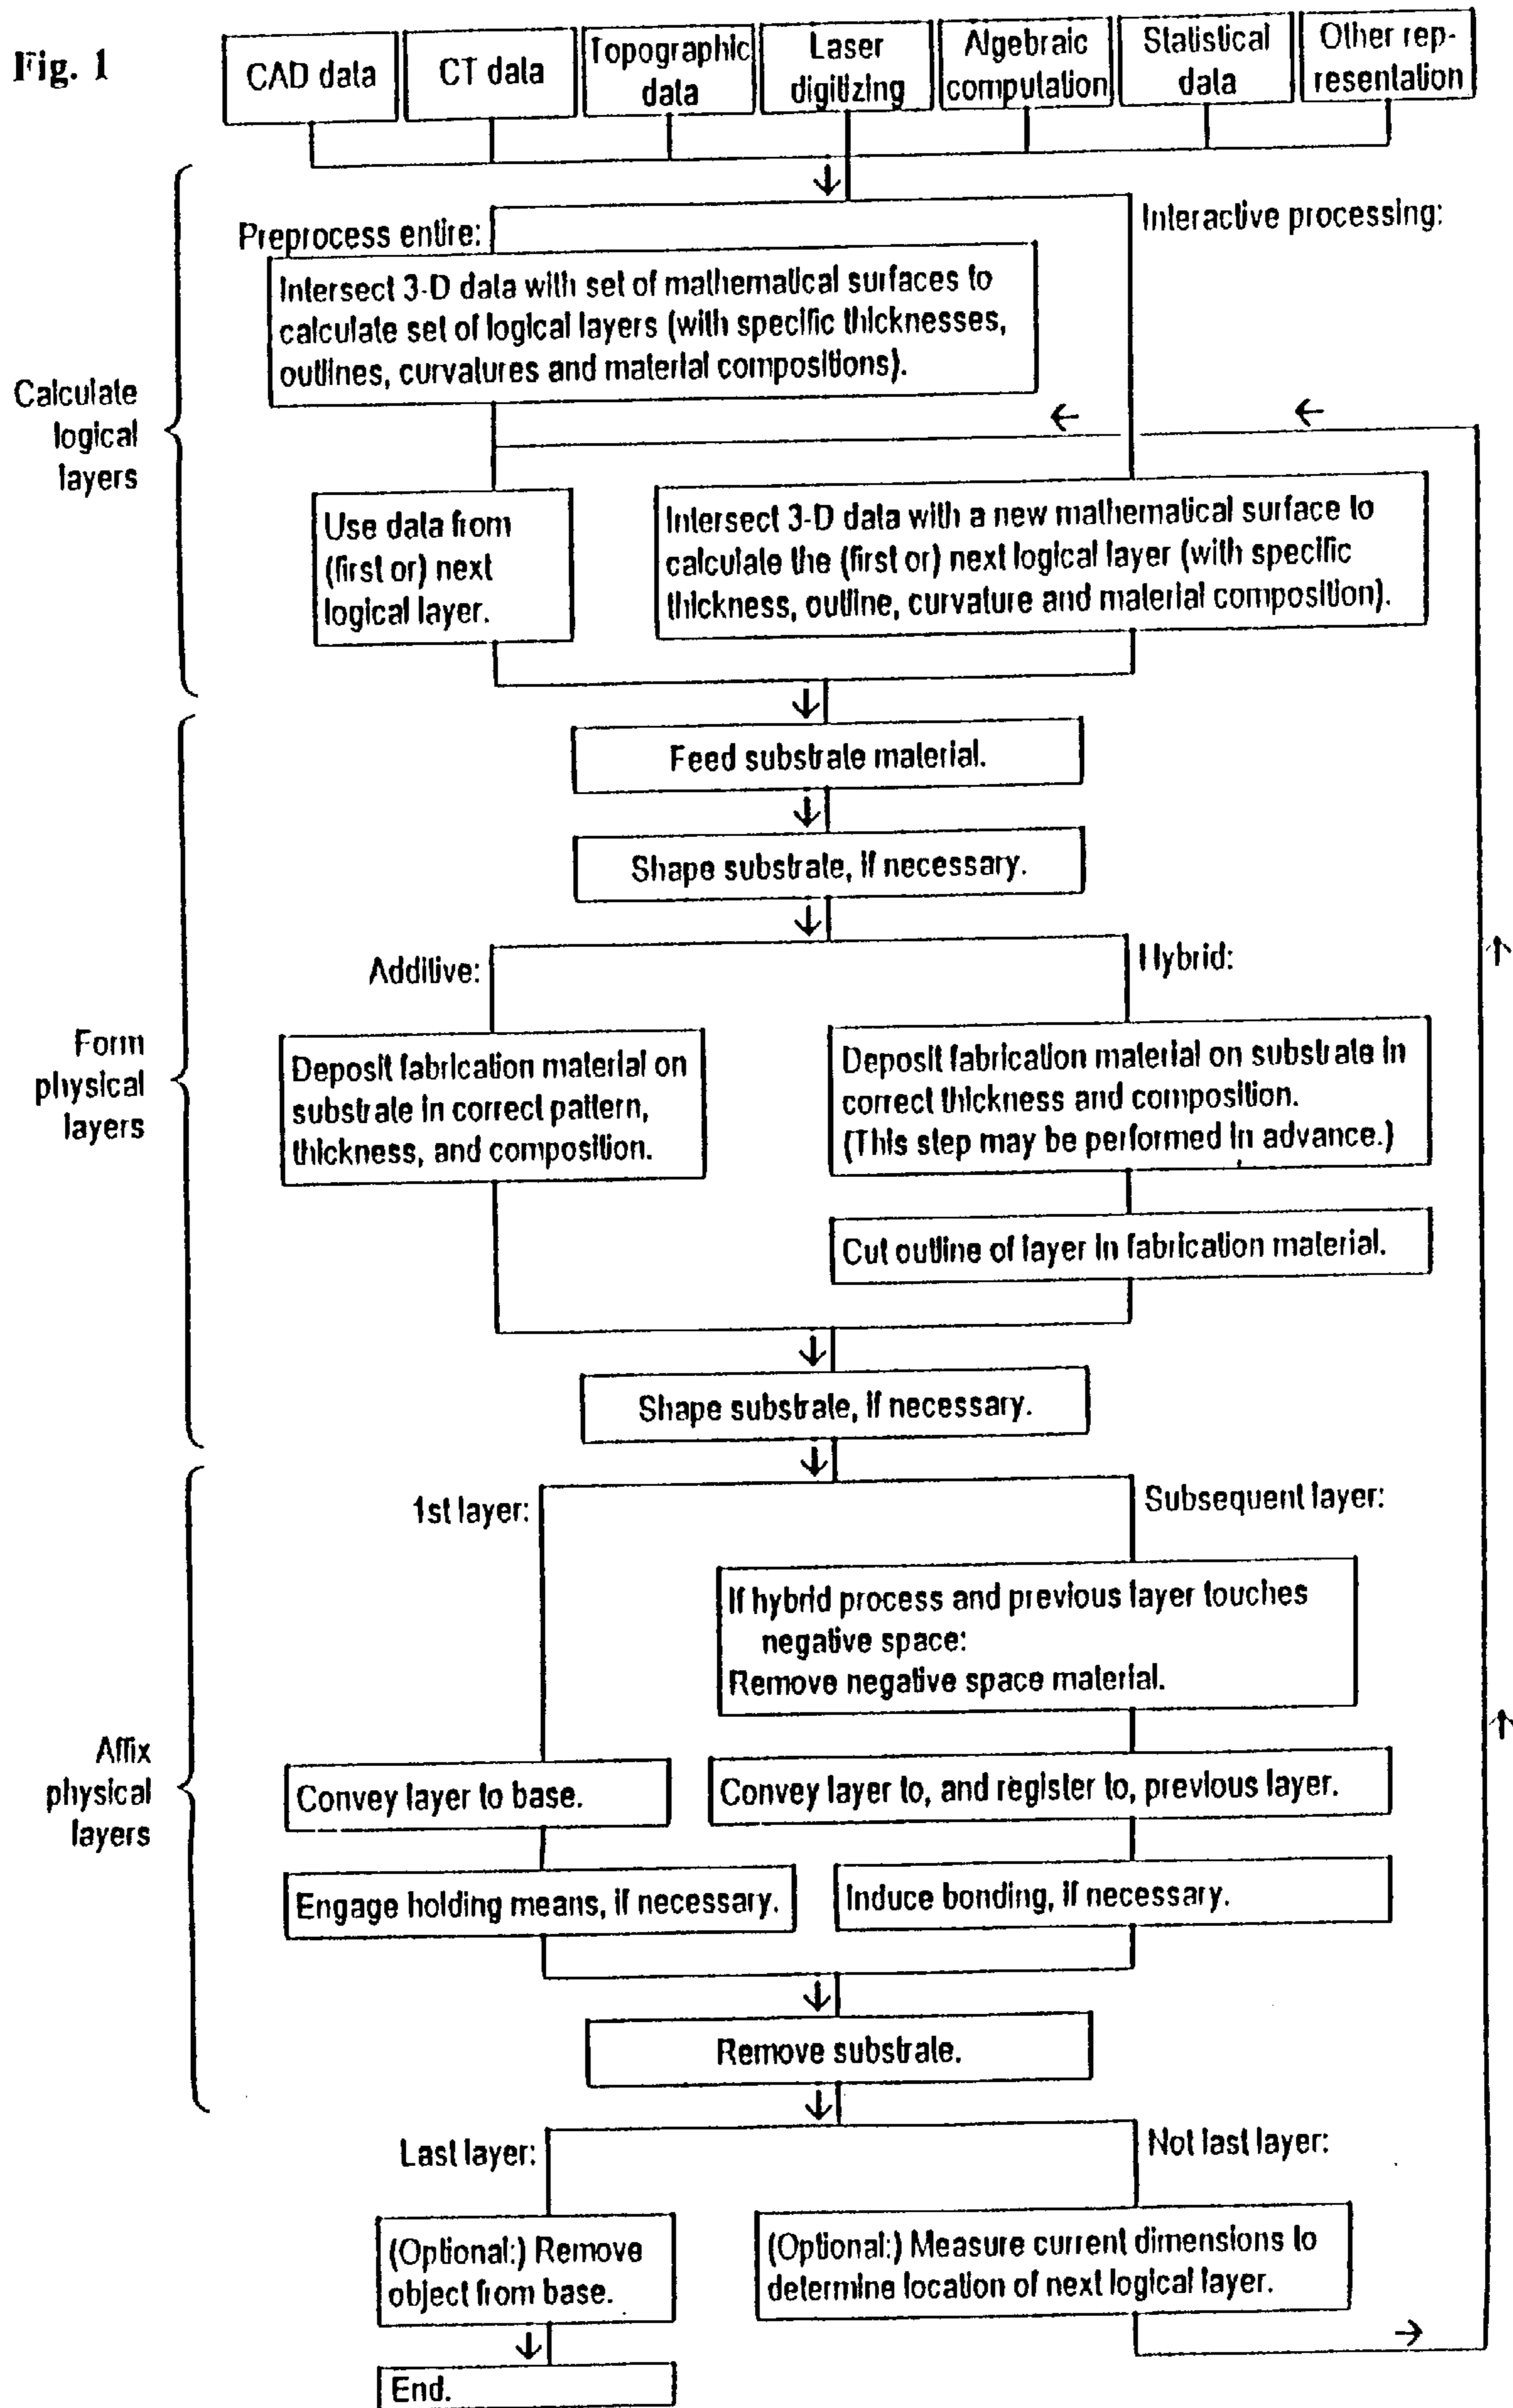 Fig. 1
CAD data
CT data
Topographic
data
Laser
digitizing
Algebraic
computation
Statistical
data
Other rep-
resentation
Calculate
logical
layers
Preprocess entire:
Interactive processing:
Intersect 3-D data with set of mathematical surfaces to
calculate set of logical layers (with specific thicknesses,
outlines, curvatures and material compositions).
Use data from
(first or) next
logical layer.
Intersect 3-D data with a new mathematical surface to
calculate the (first or) next logical layer (with specific
thickness, outline, curvature and material composition).
Form
physical
layers
Feed substrate material.
Shape substrate, if necessary.
Additive:
Hybrid:
Deposit fabrication material on
substrate in correct pattern,
thickness, and composition.
Deposit fabrication material on substrate in
correct thickness and composition.
(This step may be performed in advance.)
Cut outline of layer in fabrication material.
Shape substrate, if necessary.
Affix
physical
layers
1st layer:
Subsequent layer:
If hybrid process and previous layer touches
negative space:
Remove negative space material.
Convey layer to base.
Convey layer to, and register to, previous layer.
Engage holding means, if necessary.
Induce bonding, if necessary.
Remove substrate.
Last layer:
Not last layer:
(Optional:) Remove
object from base.
(Optional:) Measure current dimensions to
determine location of next logical layer.
End.